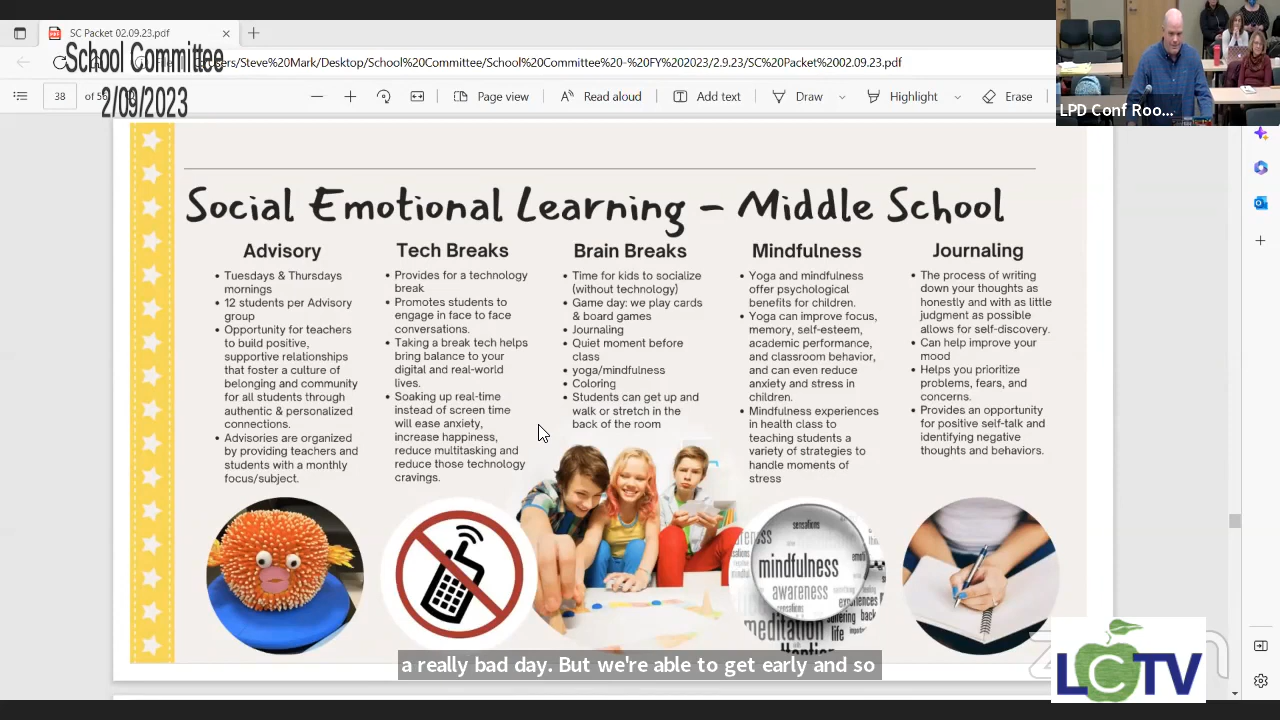 SC Packet 02.09.23.pdf
School Committee
2/09/2023
ers/Steve%20Mark/Desktop/School%20Committee/School%20Committee%20-%20FY%202023/2.9.23/SC%20Packet%2002.09.23.pdf
38
Page view
Read aloud
Add text
Draw
Highlight
Erase
LPD Conf Roo...
Social Emotional Learning - Middle School
Advisory
• Tuesdays & Thursdays
mornings
• 12 students per Advisory
group
• Opportunity for teachers
to build positive,
supportive relationships
that foster a culture of
belonging and community
for all students through
authentic & personalized
connections.
• Advisories are organized
by providing teachers and
students with a monthly
focus/subject.
Tech Breaks
• Provides for a technology
break
• Promotes students to
engage in face to face
conversations.
• Taking a break tech helps
bring balance to your
digital and real-world
lives.
• Soaking up real-time
instead of screen time
will ease anxiety,
increase happiness,
reduce multitasking and
reduce those technology
cravings.
Brain Breaks
• Time for kids to socialize
(without technology)
• Game day: we play cards
& board games
• Journaling
• Quiet moment before
class
• yoga/mindfulness
• Coloring
• Students can get up and
walk or stretch in the
back of the room
Mindfulness
• Yoga and mindfulness
offer psychological
benefits for children.
• Yoga can improve focus,
memory, self-esteem,
academic performance,
and classroom behavior,
and can even reduce
anxiety and stress in
children.
• Mindfulness experiences
in health class to
teaching students a
variety of strategies to
handle moments of
stress
Journaling
• The process of writing
down your thoughts as
honestly and with as little
judgment as possible
allows for self-discovery.
• Can help improve your
mood
• Helps you prioritize
problems, fears, and
concerns.
• Provides an opportunity
for positive self-talk and
identifying negative
thoughts and behaviors.
sensations
mindfulness
awareness
sensations
experiences
meditation
life
back
a really bad day. But we're able to get early and so
LCTV